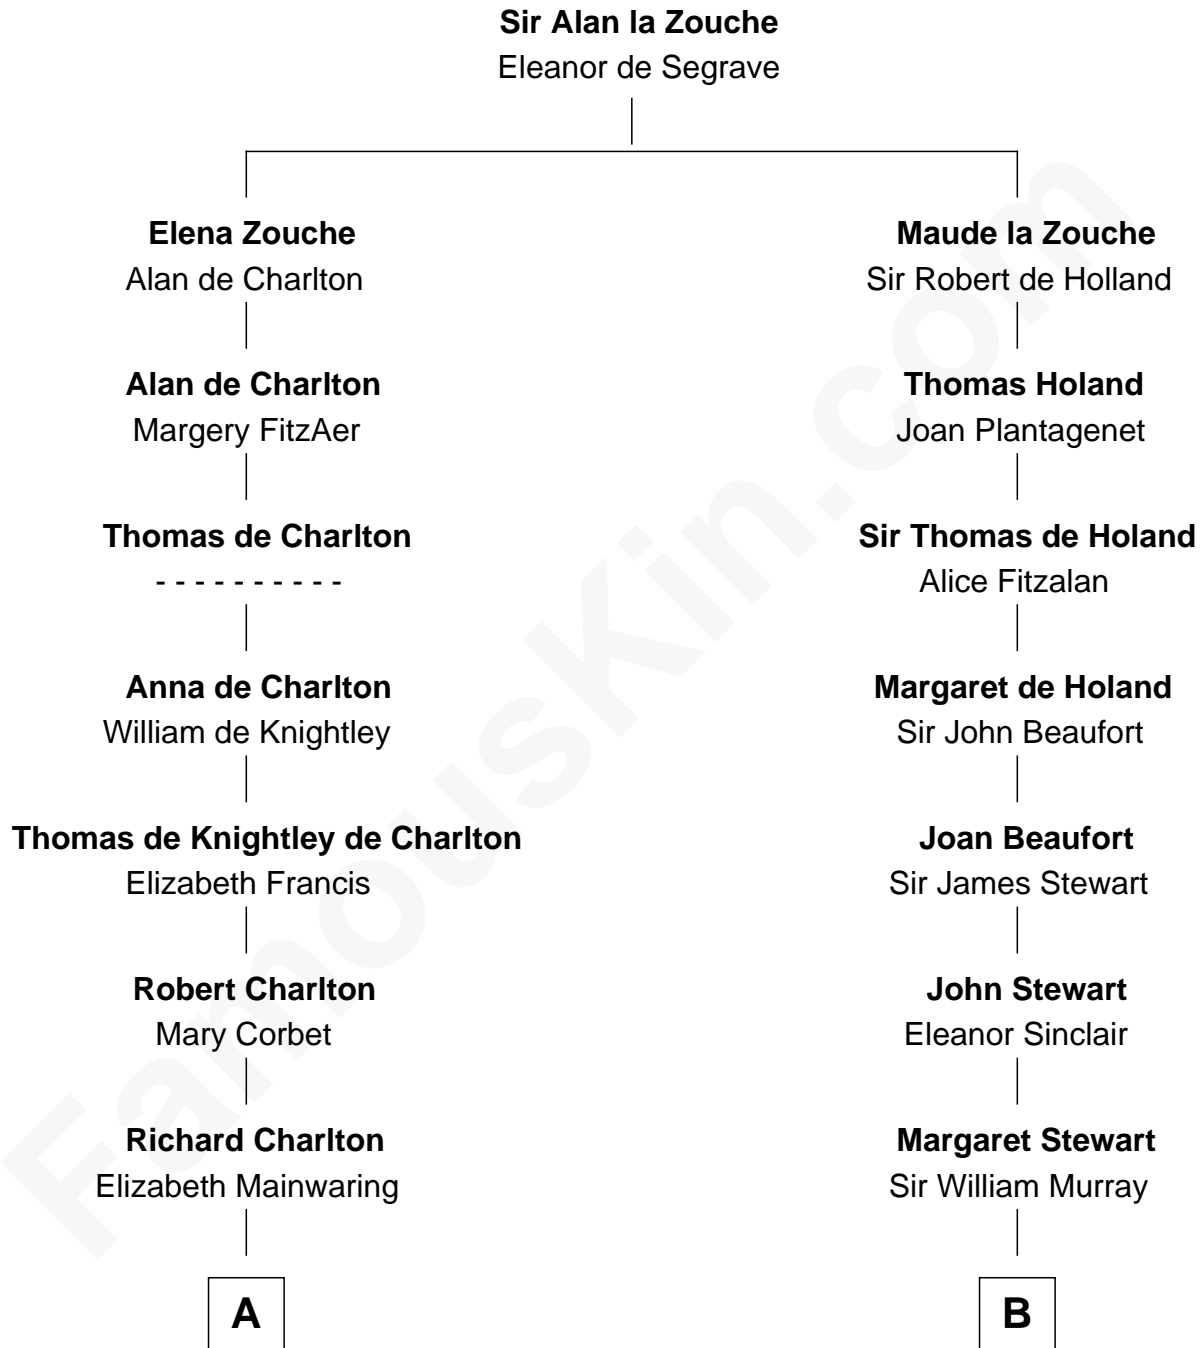 Sir Alan la Zouche
Eleanor de Segrave
Elena Zouche
Alan de Charlton
Maude la Zouche
Sir Robert de Holland
Alan de Charlton
Margery FitzAer
Thomas Holand
Joan Plantagenet
Thomas de Charlton
- - - - - - - - - -
Sir Thomas de Holand
Alice Fitzalan
Anna de Charlton
William de Knightley
Margaret de Holand
Sir John Beaufort
Thomas de Knightley de Charlton
Elizabeth Francis
Joan Beaufort
Sir James Stewart
Robert Charlton
Mary Corbet
John Stewart
Eleanor Sinclair
Richard Charlton
Elizabeth Mainwaring
Margaret Stewart
Sir William Murray
A
B
FamousKin.com